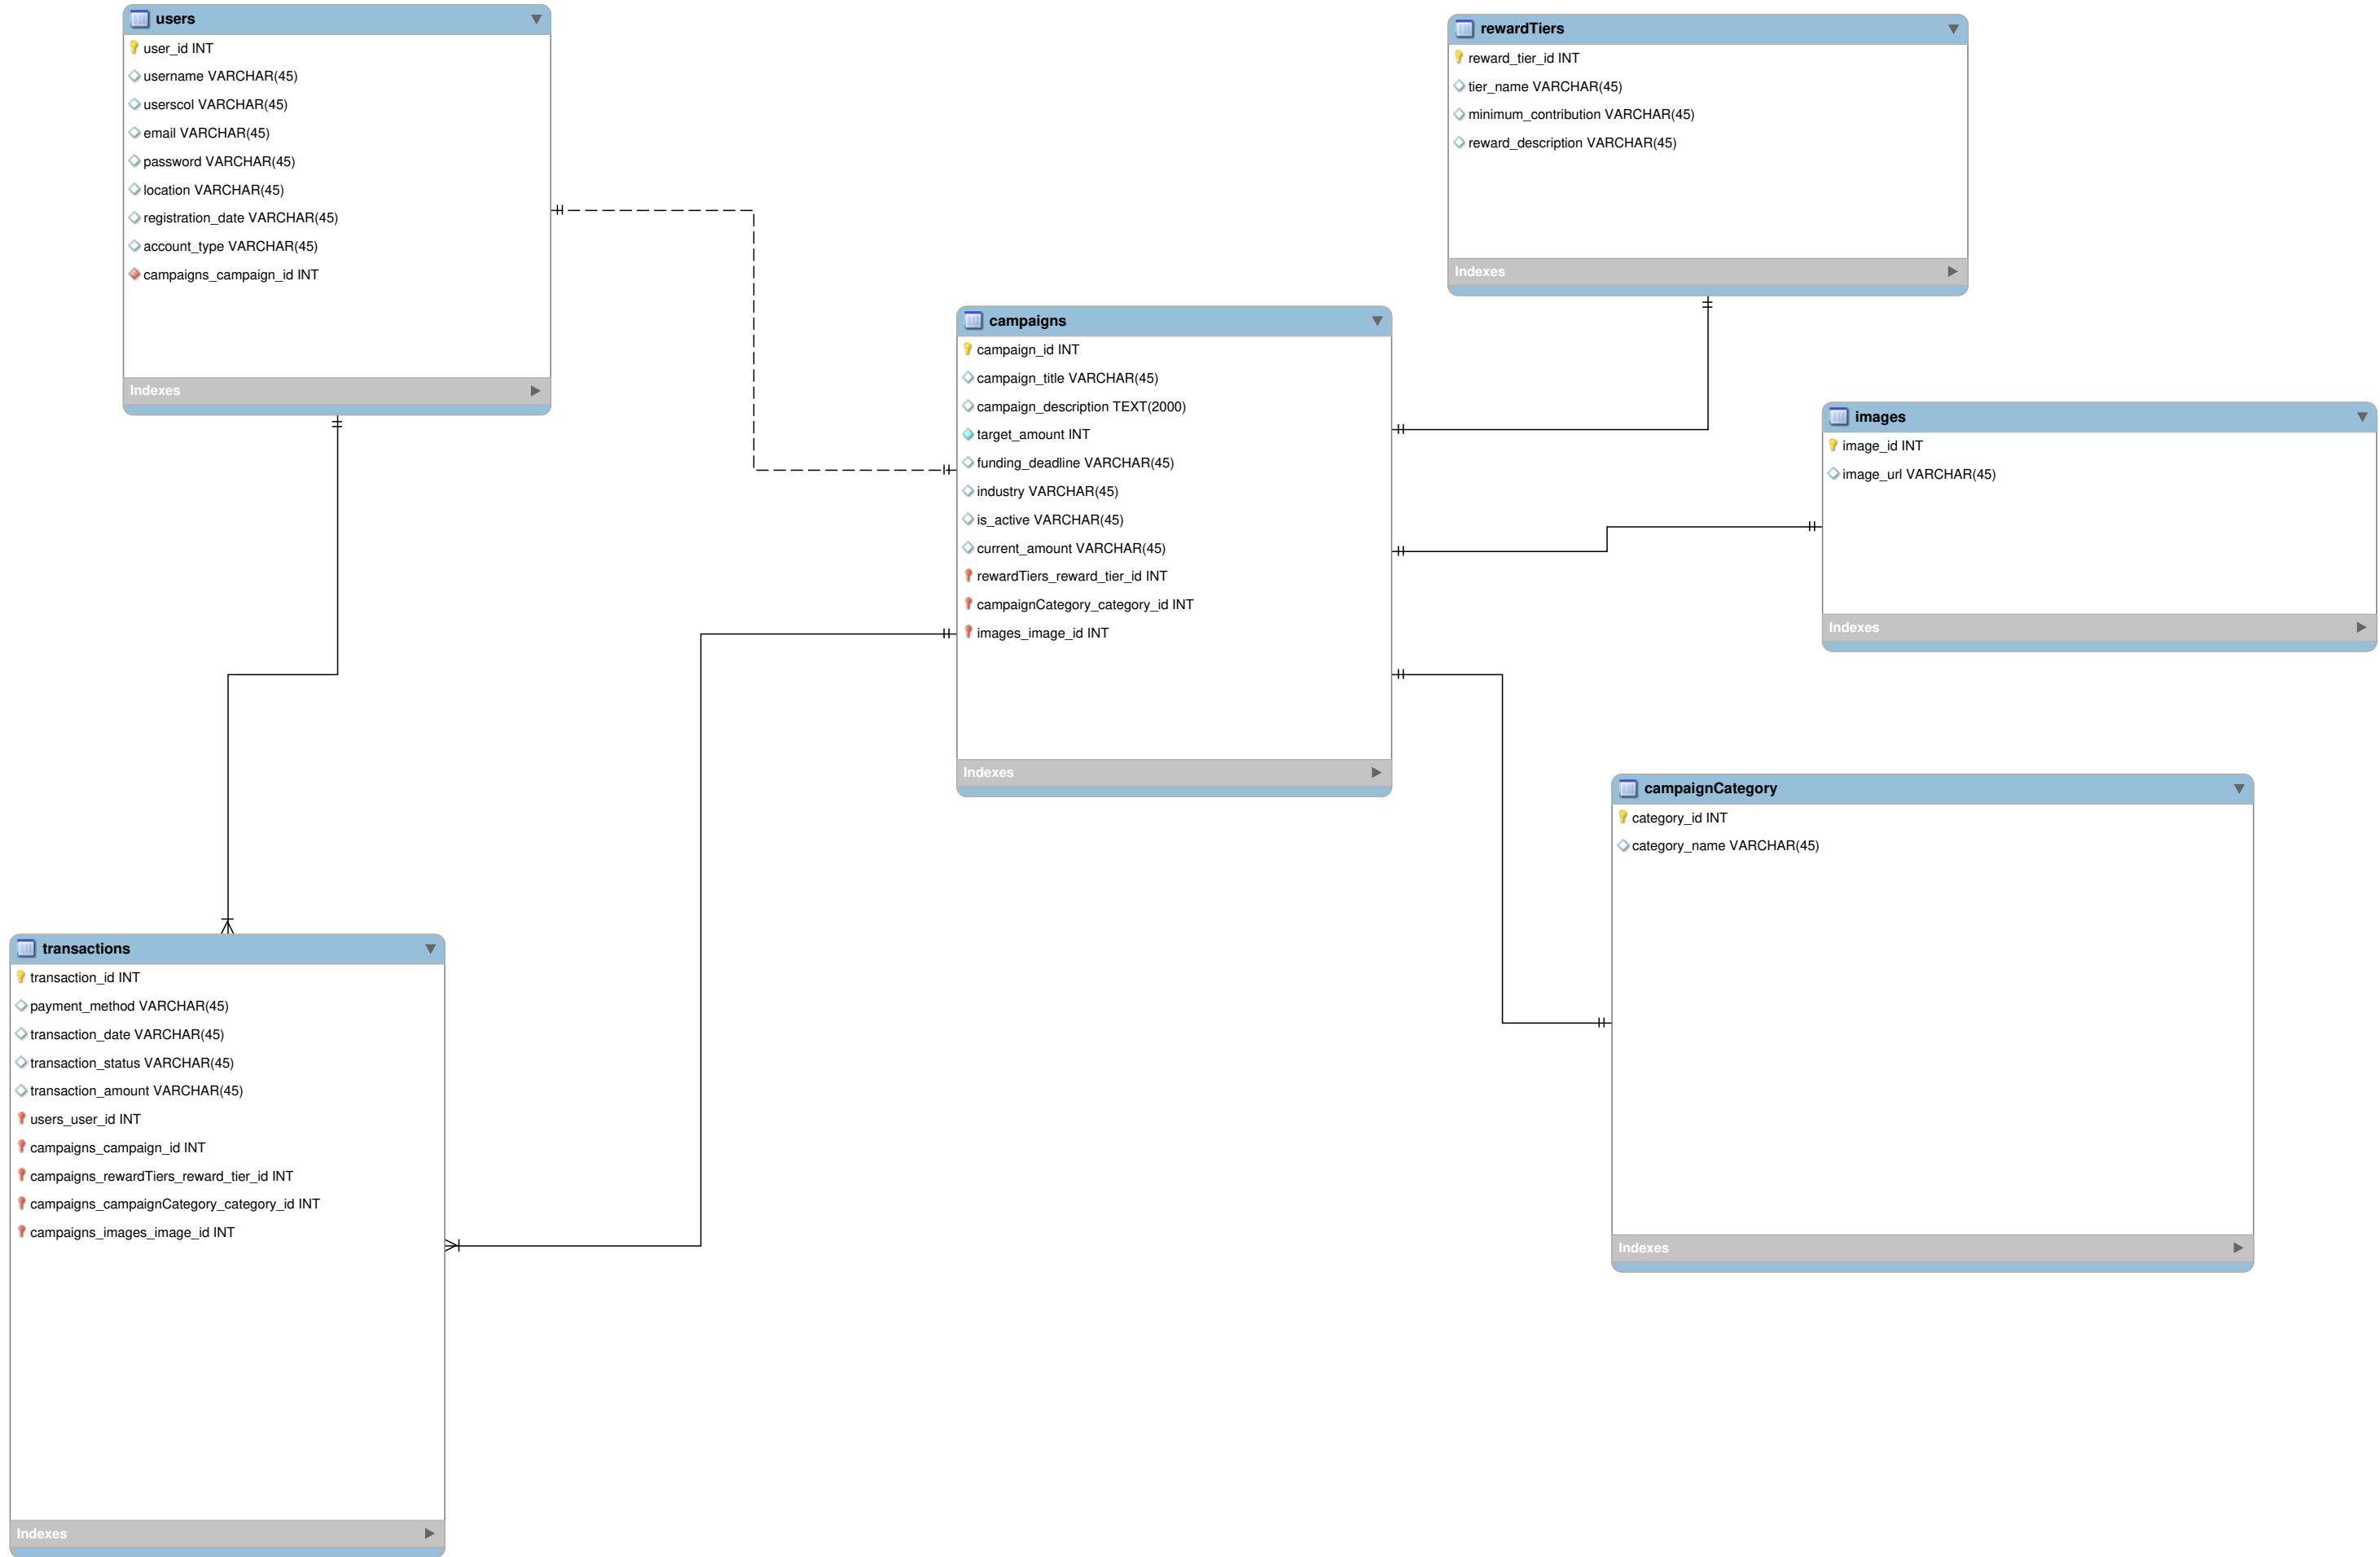 users
user_id INT
username VARCHAR(45)
userscol VARCHAR(45)
email VARCHAR(45)
password VARCHAR(45)
location VARCHAR(45)
registration_date VARCHAR(45)
account_type VARCHAR(45)
campaigns_campaign_id INT
Indexes
rewardTiers
reward_tier_id INT
tier_name VARCHAR(45)
minimum_contribution VARCHAR(45)
reward_description VARCHAR(45)
Indexes
campaigns
campaign_id INT
campaign_title VARCHAR(45)
campaign_description TEXT(2000)
target_amount INT
funding_deadline VARCHAR(45)
industry VARCHAR(45)
is_active VARCHAR(45)
current_amount VARCHAR(45)
rewardTiers_reward_tier_id INT
campaignCategory_category_id INT
images_image_id INT
Indexes
images
image_id INT
image_url VARCHAR(45)
Indexes
campaignCategory
category_id INT
category_name VARCHAR(45)
Indexes
transactions
transaction_id INT
payment_method VARCHAR(45)
transaction_date VARCHAR(45)
transaction_status VARCHAR(45)
transaction_amount VARCHAR(45)
users_user_id INT
campaigns_campaign_id INT
campaigns_rewardTiers_reward_tier_id INT
campaigns_campaignCategory_category_id INT
campaigns_images_image_id INT
Indexes